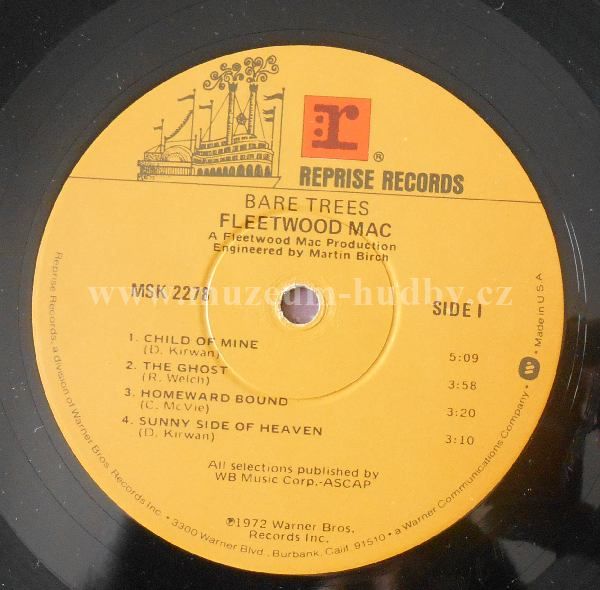 r
®
REPRISE RECORDS
BARE TREES
FLEETWOOD MAC
A Fleetwood Mac Production
Engineered by Martin Birch
MSK 2278
SIDE I
www.muzeum-hudby.cz
1. CHILD OF MINE 5:09
(D. Kirwan)
2. THE GHOST 3:58
(R. Welch)
3. HOMEWARD BOUND 3:20
(C. McVie)
4. SUNNY SIDE OF HEAVEN 3:10
(D. Kirwan)
All selections published by
WB Music Corp.-ASCAP
℗1972 Warner Bros.
Records Inc.
Reprise Records, a division of Warner Bros. Records Inc. • 3300 Warner Blvd., Burbank, Calif. 91510 • a Warner Communications Company • Made in U S A